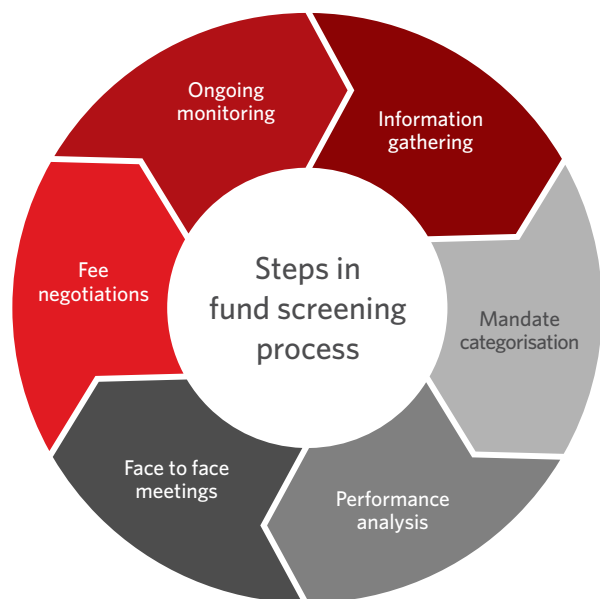 Steps in
fund screening
process
Information
gathering
Mandate
categorisation
Performance
analysis
Face to face
meetings
Fee
negotiations
Ongoing
monitoring